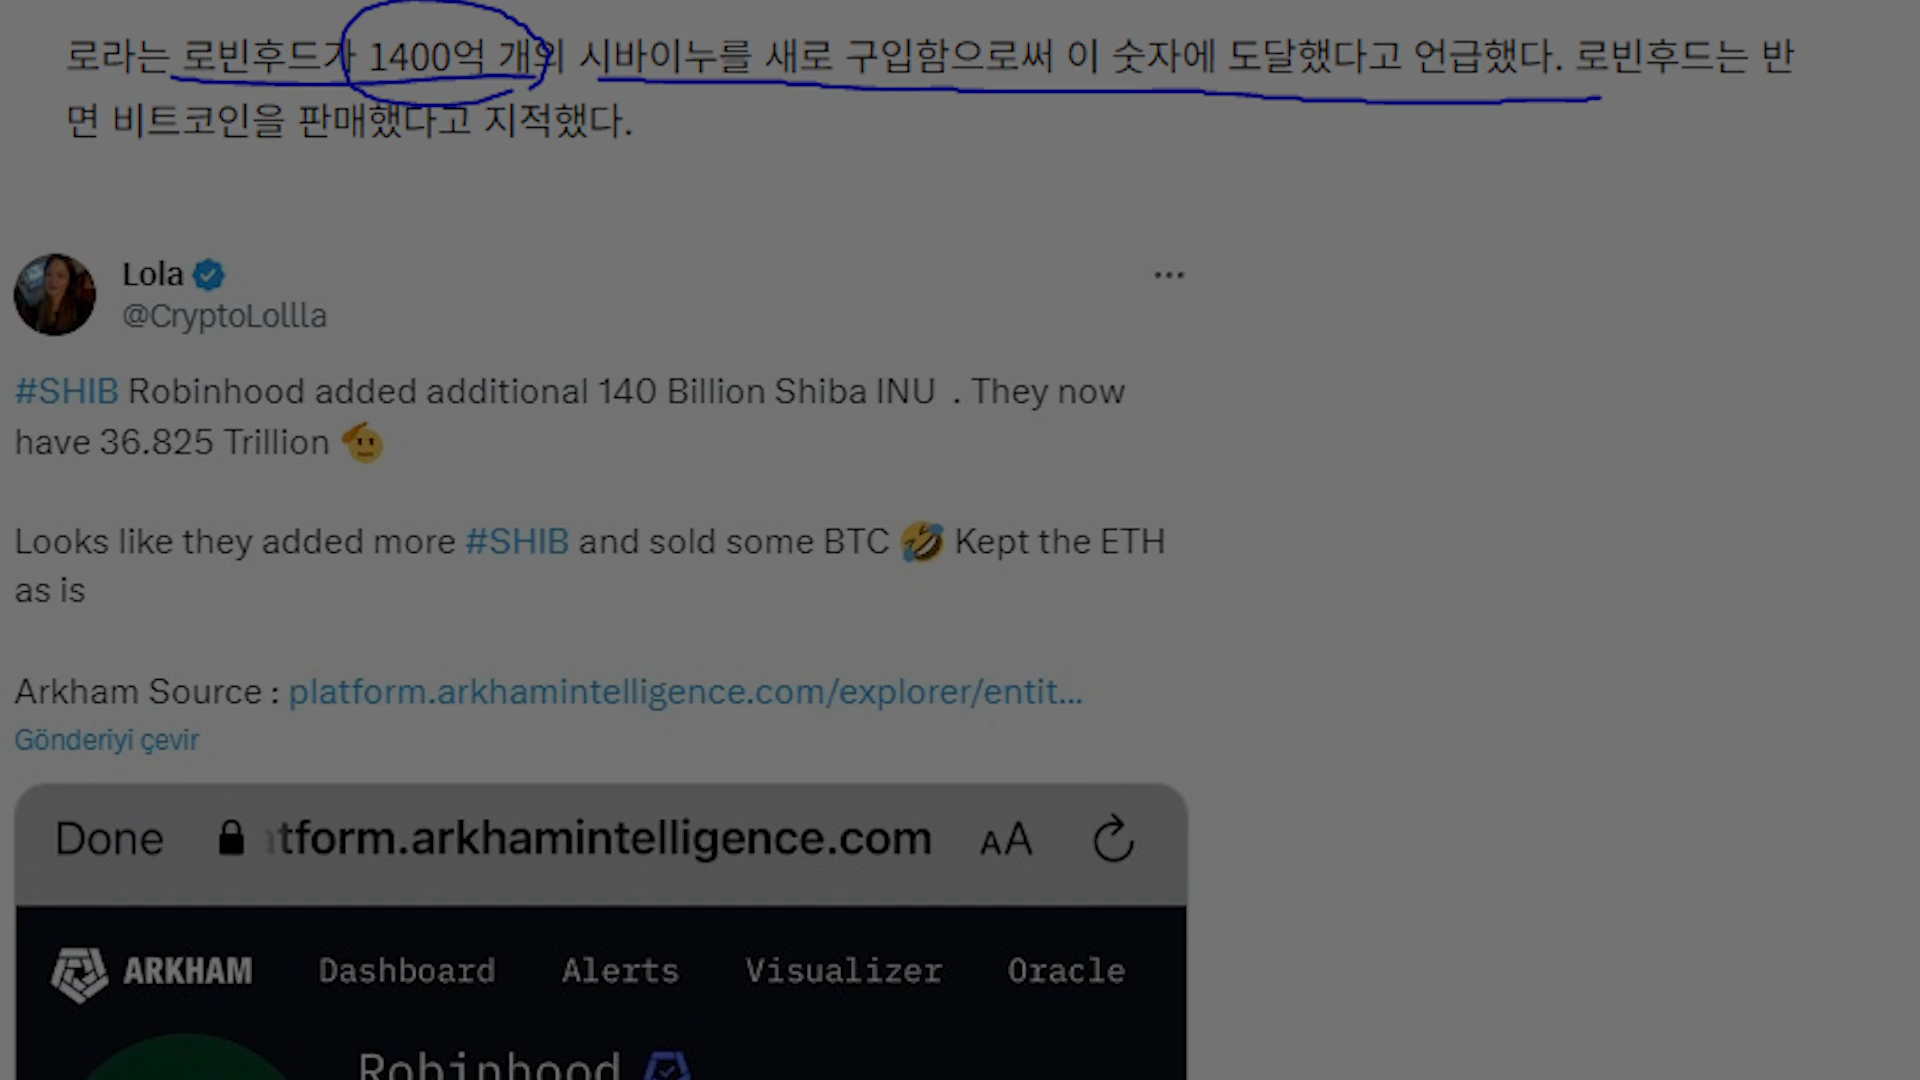 로라는 로빈후드가 1400억 개의 시바이누를 새로 구입함으로써 이 숫자에 도달했다고 언급했다. 로빈후드는 반
면 비트코인을 판매했다고 지적했다.
Lola
@CryptoLollla
#SHIB Robinhood added additional 140 Billion Shiba INU . They now
have 36.825 Trillion
Looks like they added more #SHIB and sold some BTC 🤣 Kept the ETH
as is
Arkham Source : platform.arkhamintelligence.com/explorer/entit...
Gönderiyi çevir
Done tform.arkhamintelligence.com AA
ARKHAM Dashboard Alerts Visualizer Oracle
Robinhood